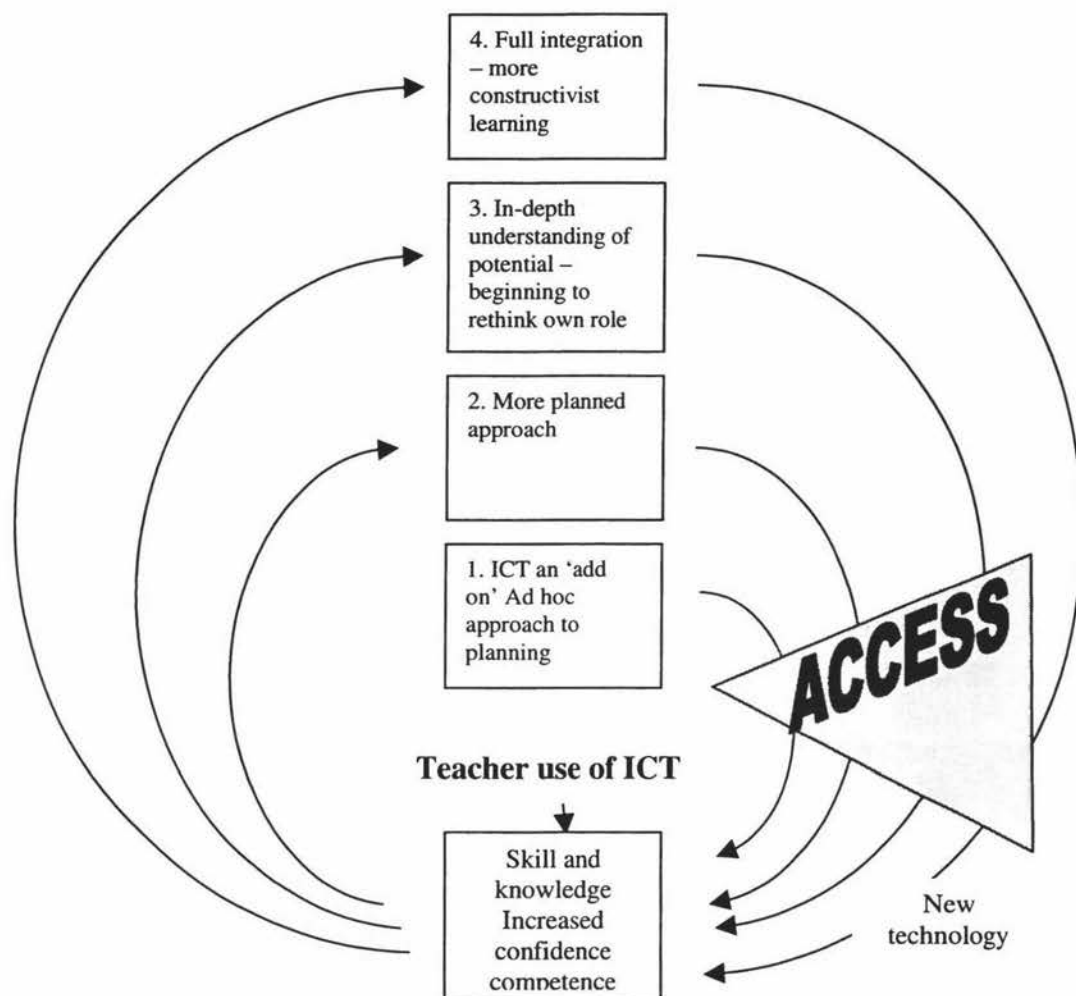 4. Full integration
– more
constructivist
learning
3. In-depth
understanding of
potential –
beginning to
rethink own role
2. More planned
approach
1. ICT an ‘add
on’ Ad hoc
approach to
planning
ACCESS
Teacher use of ICT
Skill and
knowledge
Increased
confidence
competence
New
technology